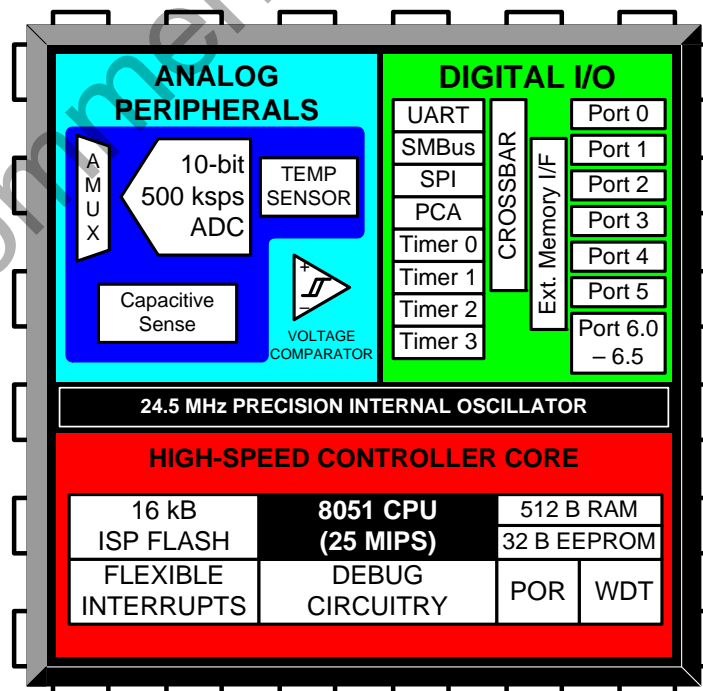 ANALOG
PERIPHERALS
A
M
U
X
10-bit
500 ksps
ADC
TEMP
SENSOR
Capacitive
Sense
+
–
VOLTAGE
COMPARATOR
DIGITAL I/O
UART
SMBus
SPI
PCA
Timer 0
Timer 1
Timer 2
Timer 3
CROSSBAR
Ext. Memory I/F
Port 0
Port 1
Port 2
Port 3
Port 4
Port 5
Port 6.0
– 6.5
24.5 MHz PRECISION INTERNAL OSCILLATOR
HIGH-SPEED CONTROLLER CORE
16 kB
ISP FLASH
8051 CPU
(25 MIPS)
512 B RAM
32 B EEPROM
FLEXIBLE
INTERRUPTS
DEBUG
CIRCUITRY
POR
WDT